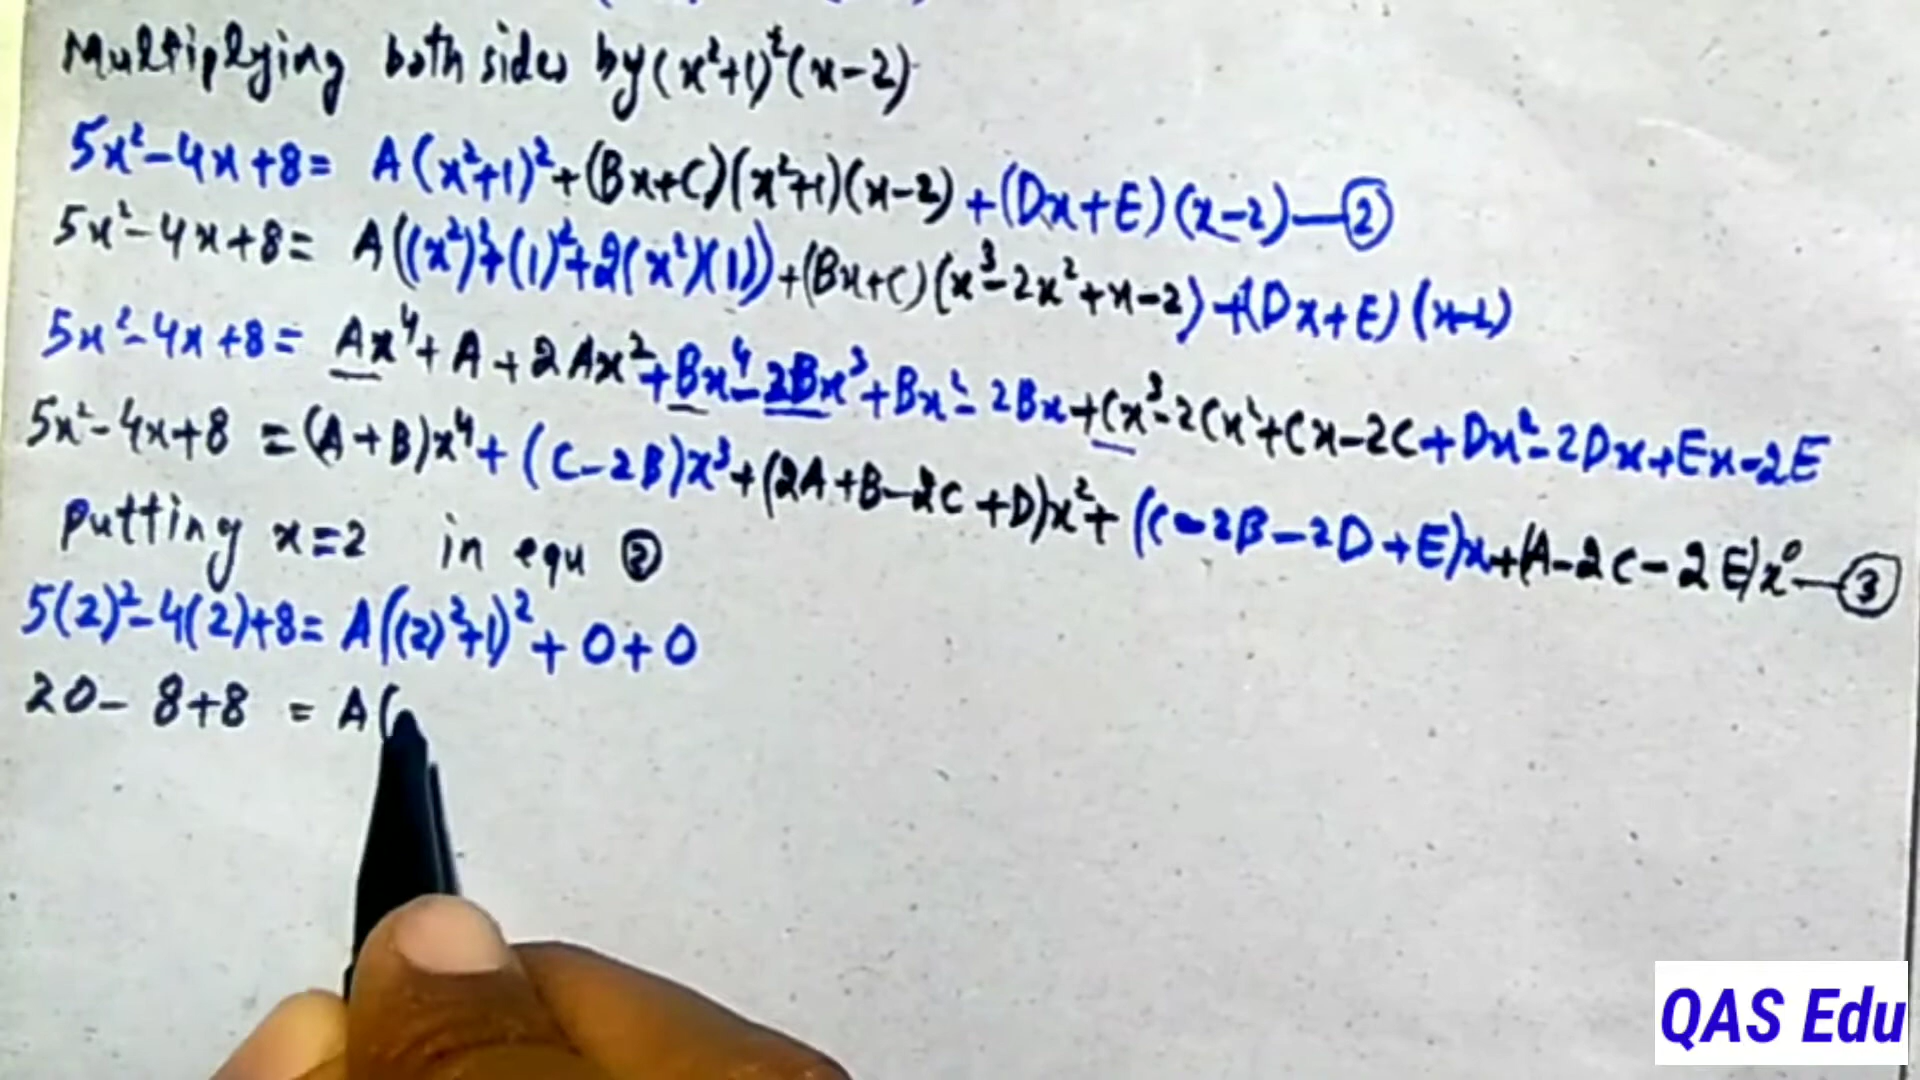 Multiplying both sides by (x²+1)²(x-2)
5x²-4x+8= A(x²+1)²+(Bx+C)(x²+1)(x-2)+(Dx+E)(x-2)—②
5x²-4x+8= A((x²)²+(1)²+2(x²)(1))+(Bx+C)(x³-2x²+x-2)+(Dx+E)(x-2)
5x²-4x+8= Ax⁴+A+2Ax²+Bx⁴-2Bx³+Bx²-2Bx+Cx³-2Cx²+Cx-2C+Dx²-2Dx+Ex-2E
5x²-4x+8 =(A+B)x⁴+(C-2B)x³+(2A+B-2C+D)x²+(C-2B-2D+E)x+(A-2C-2E)x⁰—③
putting x=2 in equ ②
5(2)²-4(2)+8= A((2)²+1)²+0+0
20-8+8 = A(
QAS Edu